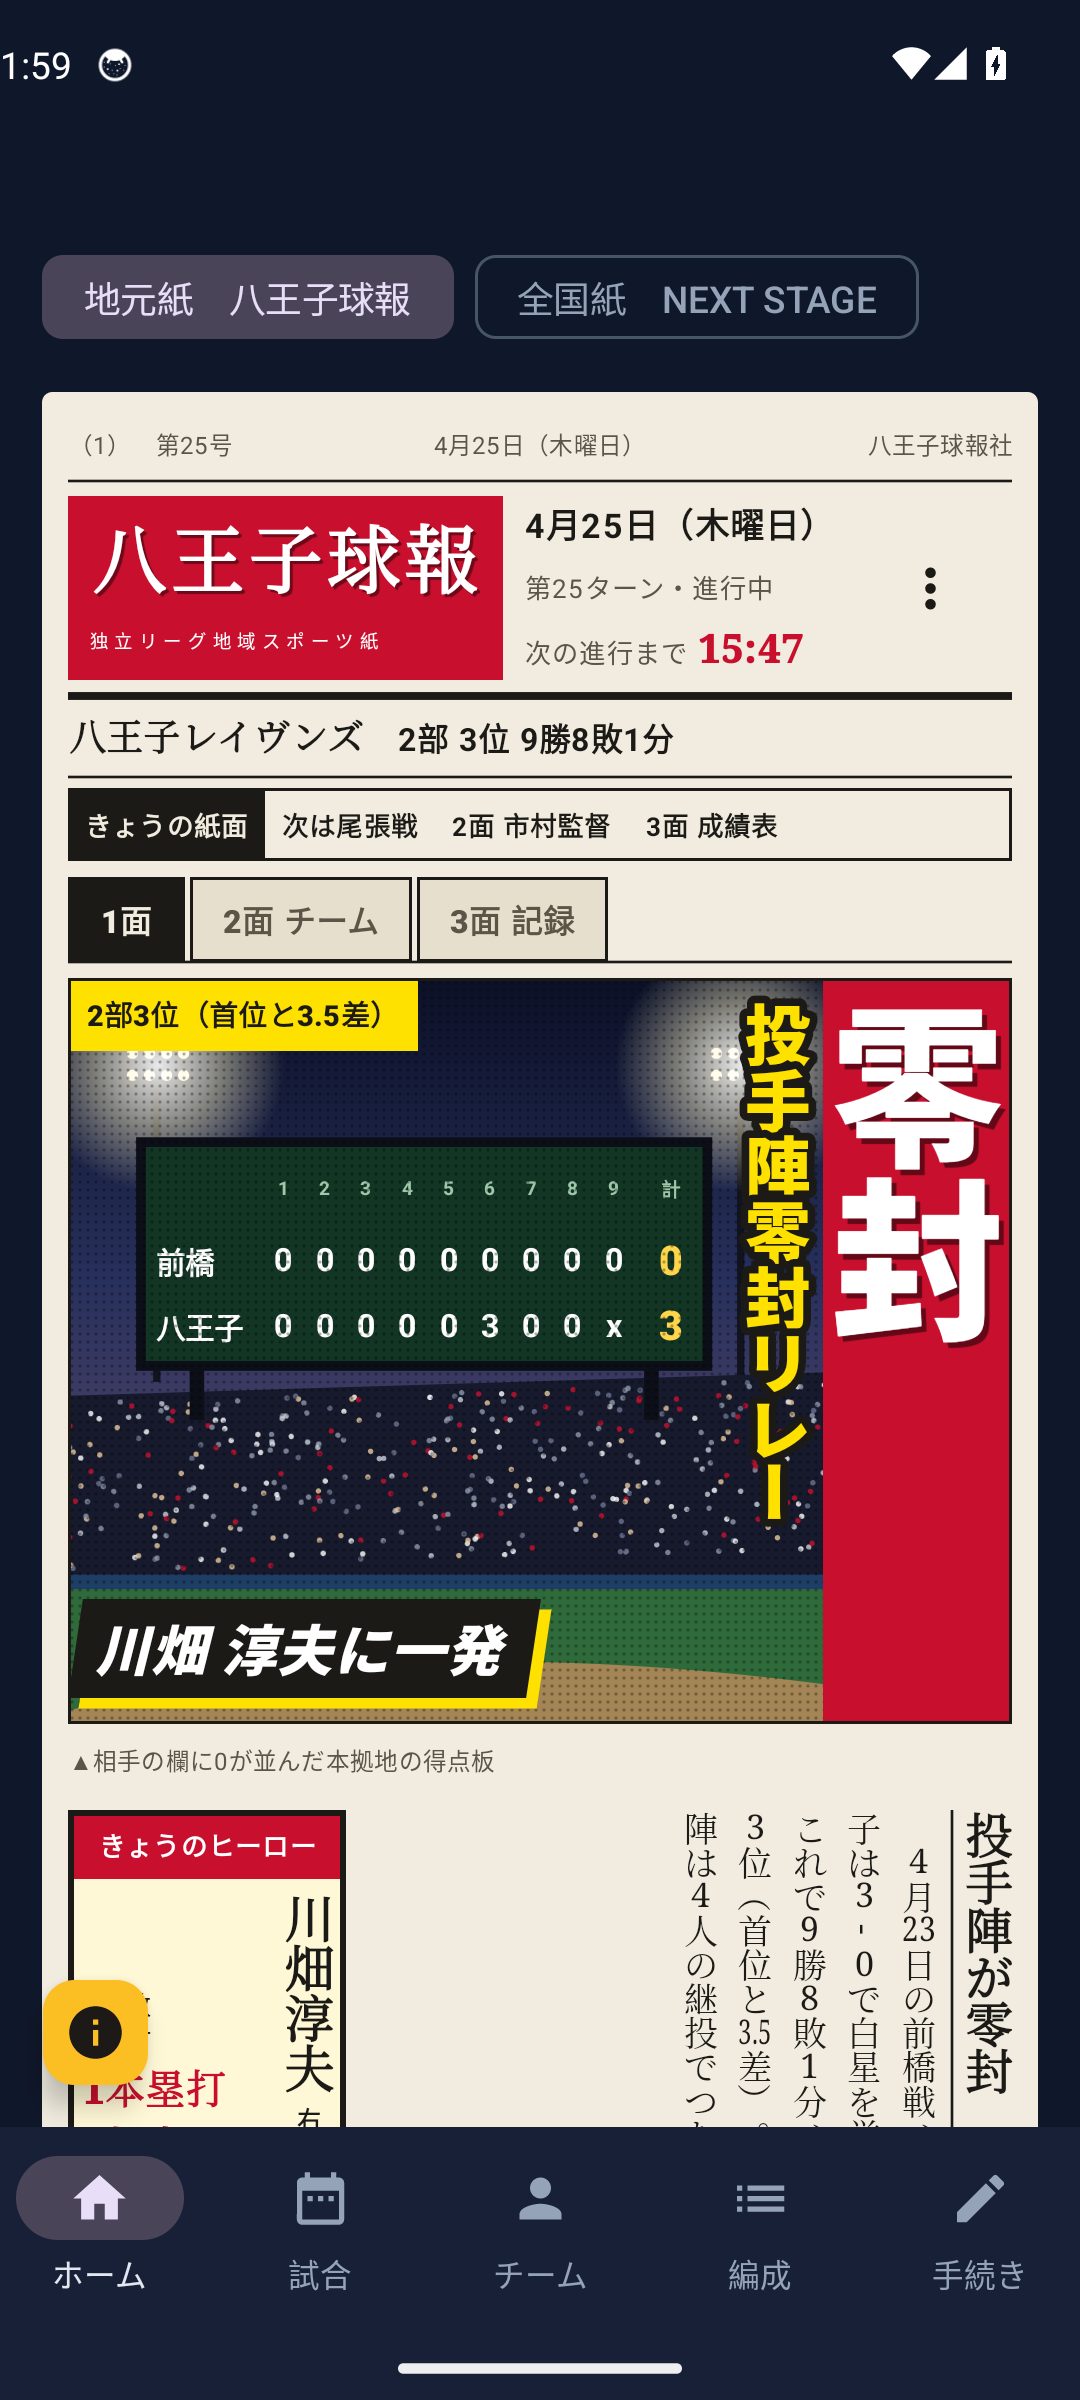 1:59
地元紙 八王子球報
全国紙 NEXT STAGE
（1） 第25号
4月25日（木曜日）
八王子球報社
八王子球報
独立リーグ地域スポーツ紙
4月25日（木曜日）
第25ターン・進行中
次の進行まで 15:47
八王子レイヴンズ 2部 3位 9勝8敗1分
きょうの紙面 次は尾張戦 2面 市村監督 3面 成績表
1面
2面 チーム
3面 記録
2部3位（首位と3.5差）
零封
投手陣零封リレー
1 2 3 4 5 6 7 8 9 計
前橋 0 0 0 0 0 0 0 0 0 0
八王子 0 0 0 0 0 3 0 0 x 3
川畑 淳夫に一発
▲相手の欄に0が並んだ本拠地の得点板
投手陣が零封
4月23日の前橋戦
子は3-0で白星を
これで9勝8敗1分
3位（首位と3.5差）。
陣は4人の継投でつ
きょうのヒーロー
川畑淳夫
右
1本塁打
ホーム
試合
チーム
編成
手続き